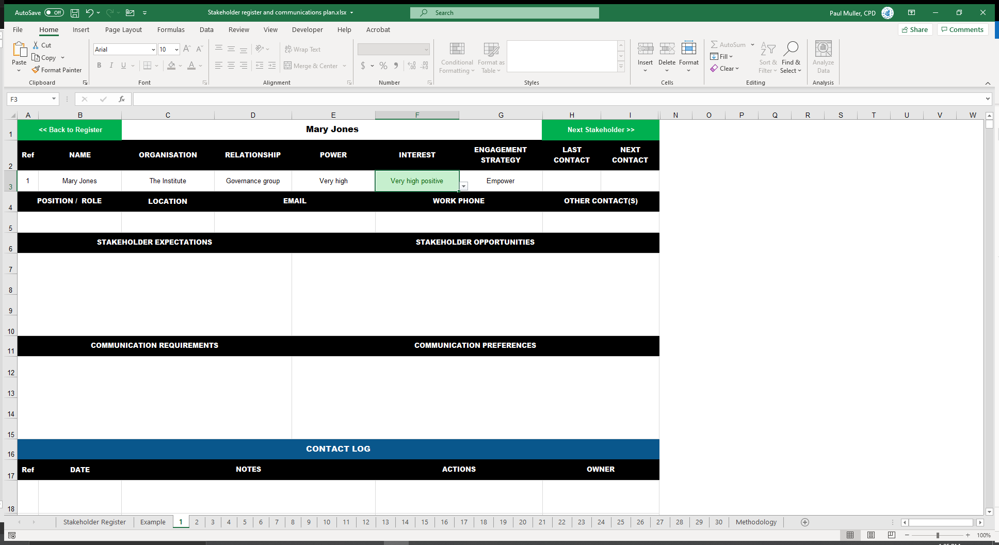 AutoSave Off Stakeholder register and communications plan.xlsx Search Paul Muller, CPD
File Home Insert Page Layout Formulas Data Review View Developer Help Acrobat Share Comments
Paste
Cut
Copy
Format Painter
Clipboard
Arial 10
B I U A
Font
Wrap Text
Merge & Center
Alignment
$ % 9
Number
Conditional
Formatting
Format as
Table
Styles
Insert Delete Format
Cells
AutoSum
Fill
Clear
Sort &
Filter
Find &
Select
Editing
Analyze
Data
Analysis
F3 fx
A B C D E F G H I N O P Q R S T U V W
1 << Back to Register Mary Jones Next Stakeholder >>
2 Ref NAME ORGANISATION RELATIONSHIP POWER INTEREST ENGAGEMENT STRATEGY LAST CONTACT NEXT CONTACT
3 1 Mary Jones The Institute Governance group Very high Very high positive Empower
4 POSITION / ROLE LOCATION EMAIL WORK PHONE OTHER CONTACT(S)
5
6 STAKEHOLDER EXPECTATIONS STAKEHOLDER OPPORTUNITIES
7
8
9
10
11 COMMUNICATION REQUIREMENTS COMMUNICATION PREFERENCES
12
13
14
15
16 CONTACT LOG
17 Ref DATE NOTES ACTIONS OWNER
18
Stakeholder Register Example 1 2 3 4 5 6 7 8 9 10 11 12 13 14 15 16 17 18 19 20 21 22 23 24 25 26 27 28 29 30 Methodology
100%